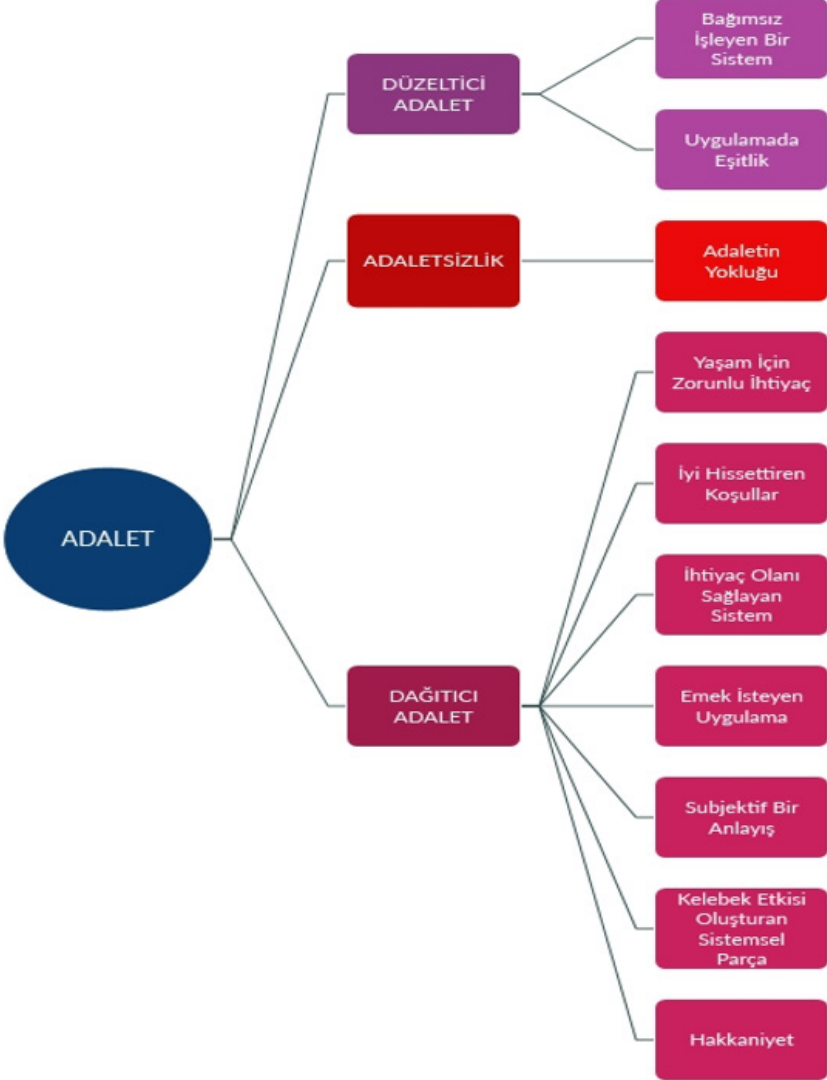 ADALET
DÜZELTİCİ
ADALET
Bağımsız
İşleyen Bir
Sistem
Uygulamada
Eşitlik
ADALETSİZLİK
Adaletin
Yokluğu
DAĞITICI
ADALET
Yaşam İçin
Zorunlu İhtiyaç
İyi Hissettiren
Koşullar
İhtiyaç Olanı
Sağlayan
Sistem
Emek İsteyen
Uygulama
Subjektif Bir
Anlayış
Kelebek Etkisi
Oluşturan
Sistemsel
Parça
Hakkaniyet